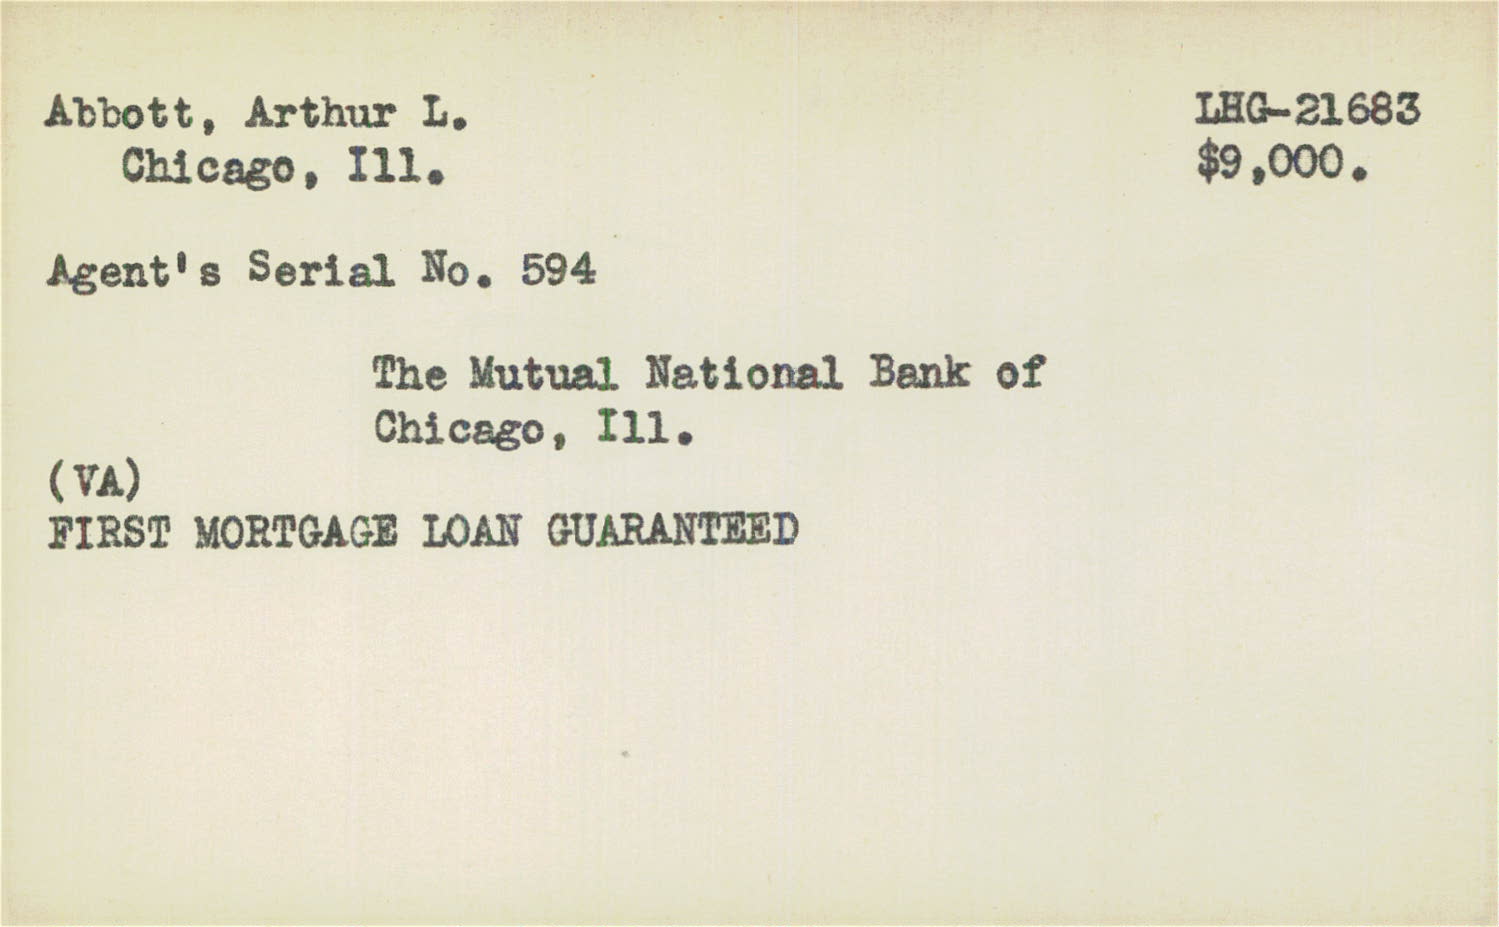 Abbott, Arthur L. LHG-21683
Chicago, Ill. $9,000.
Agent's Serial No. 594
The Mutual National Bank of
Chicago, Ill.
(VA)
FIRST MORTGAGE LOAN GUARANTEED